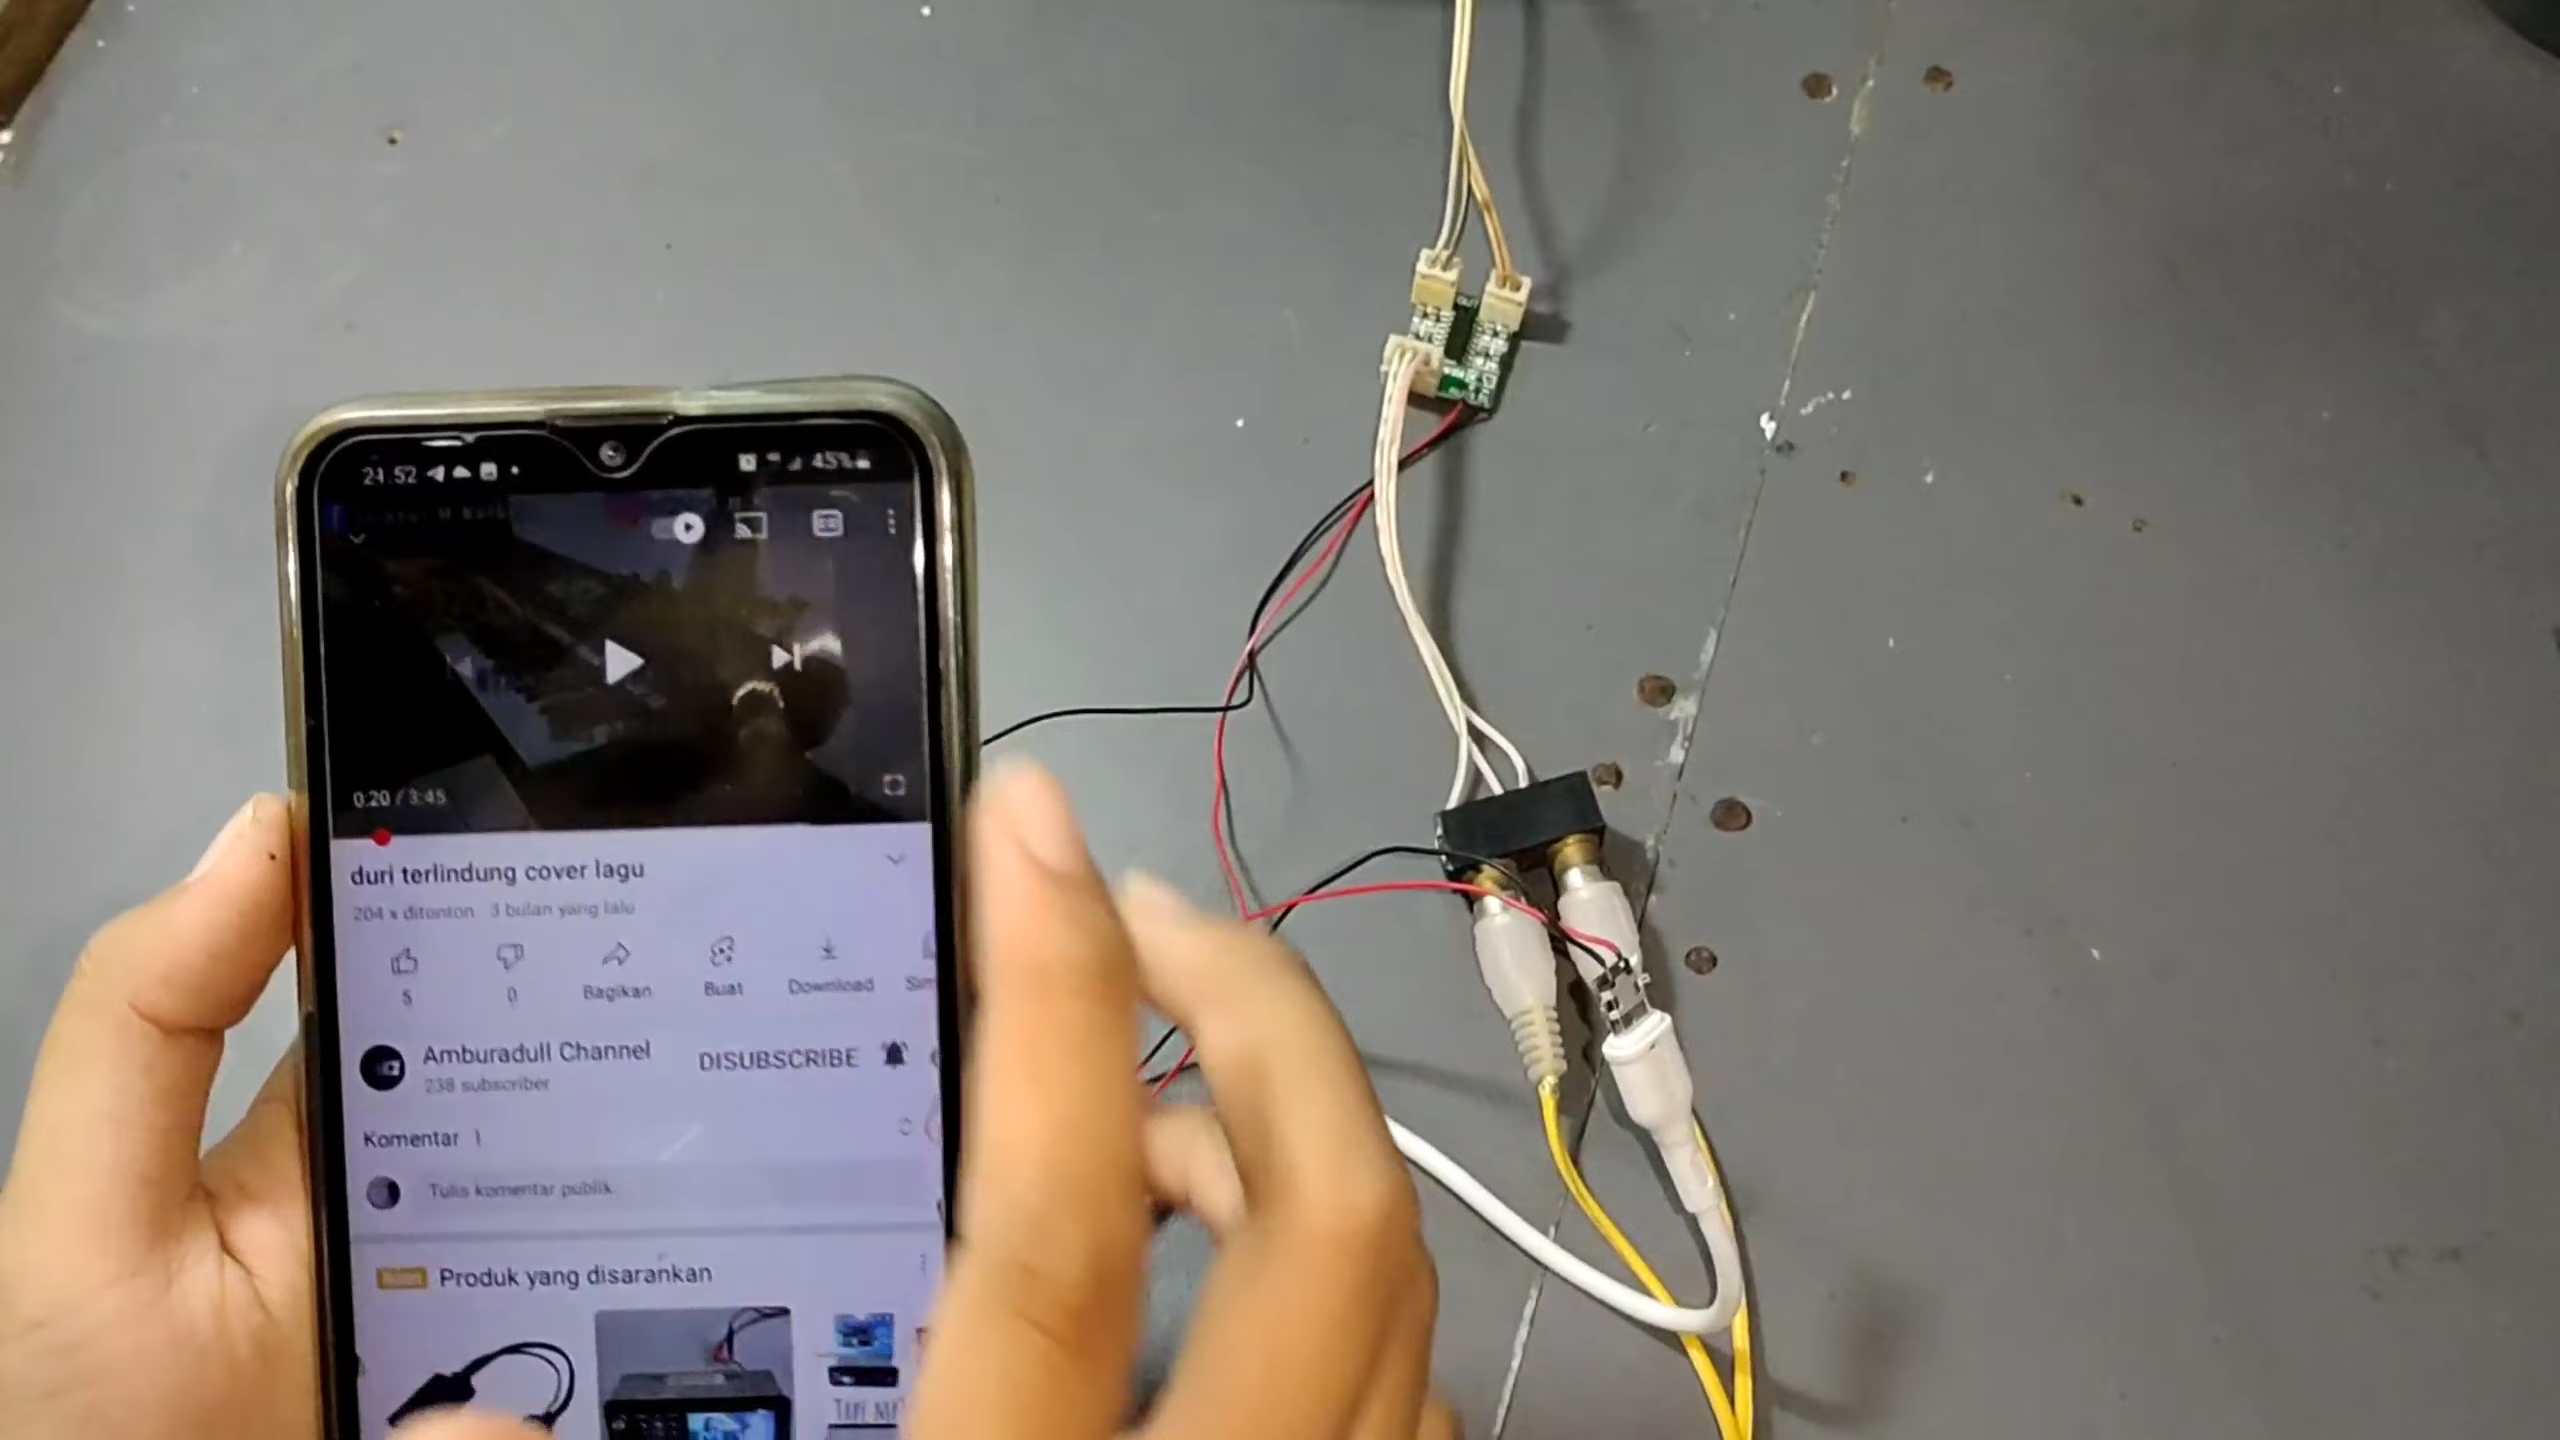 21.52
45%
0:20 / 3:45
duri terlindung cover lagu
204 x ditonton 3 bulan yang lalu
5
0
Bagikan
Buat
Download
Sim
Amburadull Channel
DISUBSCRIBE
238 subscriber
Komentar 1
Tulis komentar publik.
Produk yang disarankan